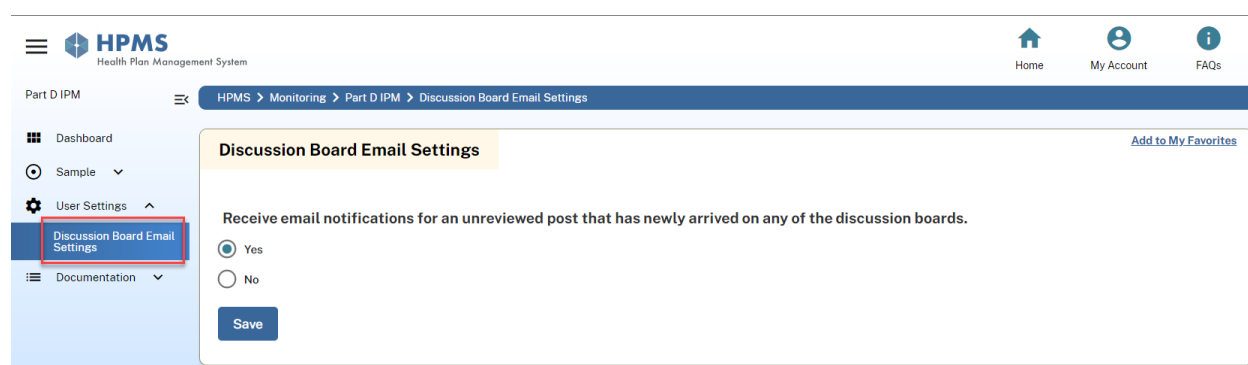 HPMS
Health Plan Management System
Home
My Account
FAQs
Part D IPM
HPMS > Monitoring > Part D IPM > Discussion Board Email Settings
Dashboard
Sample
User Settings
Discussion Board Email
Settings
Documentation
Discussion Board Email Settings
Add to My Favorites
Receive email notifications for an unreviewed post that has newly arrived on any of the discussion boards.
Yes
No
Save